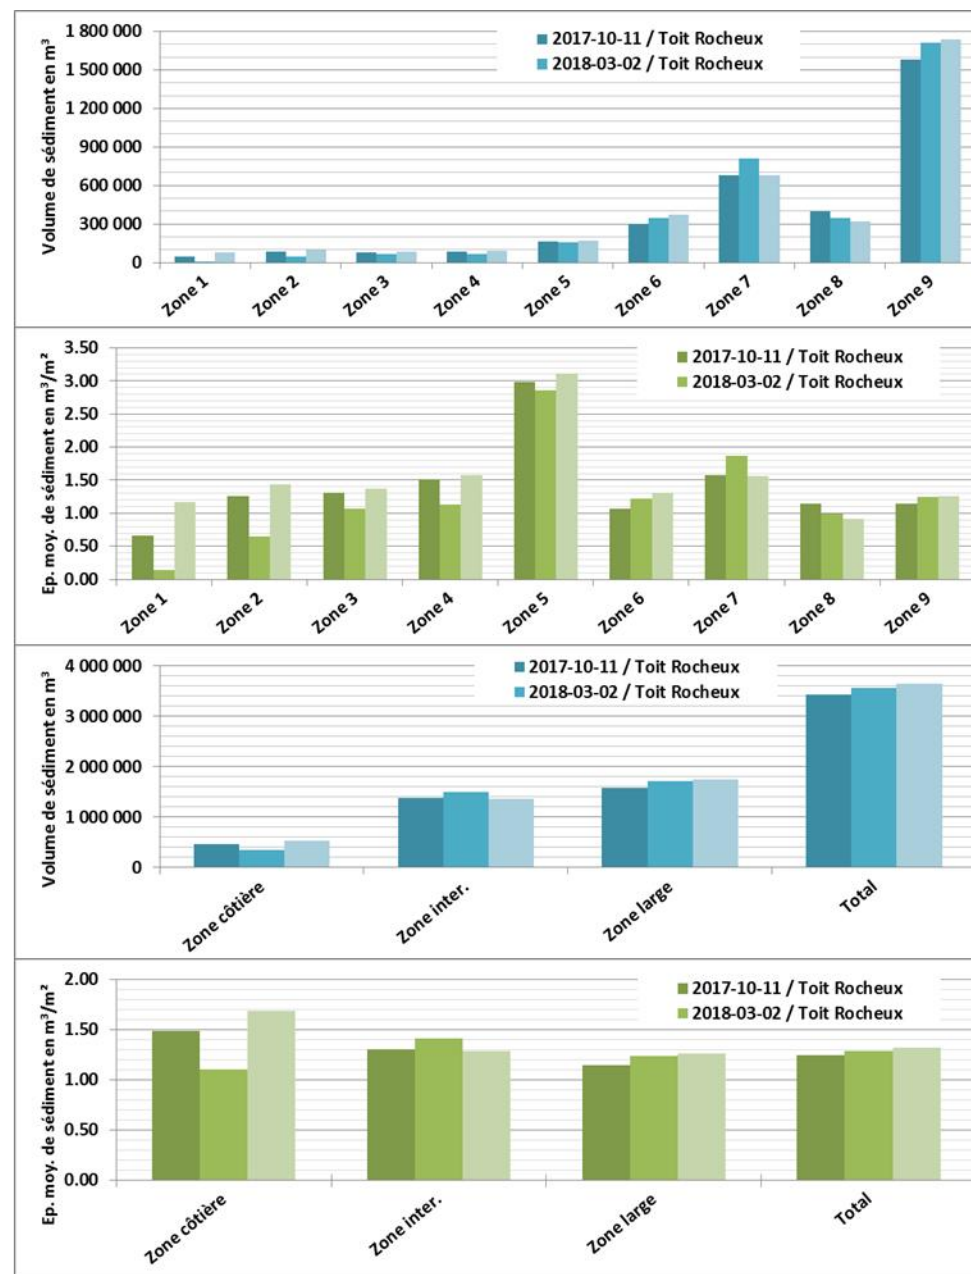 Volume de sédiment en m³
1 800 000
1 500 000
1 200 000
900 000
600 000
300 000
0
2017-10-11 / Toit Rocheux
2018-03-02 / Toit Rocheux
Zone 1
Zone 2
Zone 3
Zone 4
Zone 5
Zone 6
Zone 7
Zone 8
Zone 9
Ep. moy. de sédiment en m³/m²
3.50
3.00
2.50
2.00
1.50
1.00
0.50
0.00
2017-10-11 / Toit Rocheux
2018-03-02 / Toit Rocheux
Zone 1
Zone 2
Zone 3
Zone 4
Zone 5
Zone 6
Zone 7
Zone 8
Zone 9
Volume de sédiment en m³
4 000 000
3 000 000
2 000 000
1 000 000
0
2017-10-11 / Toit Rocheux
2018-03-02 / Toit Rocheux
Zone côtière
Zone inter.
Zone large
Total
Ep. moy. de sédiment en m³/m²
2.00
1.50
1.00
0.50
0.00
2017-10-11 / Toit Rocheux
2018-03-02 / Toit Rocheux
Zone côtière
Zone inter.
Zone large
Total